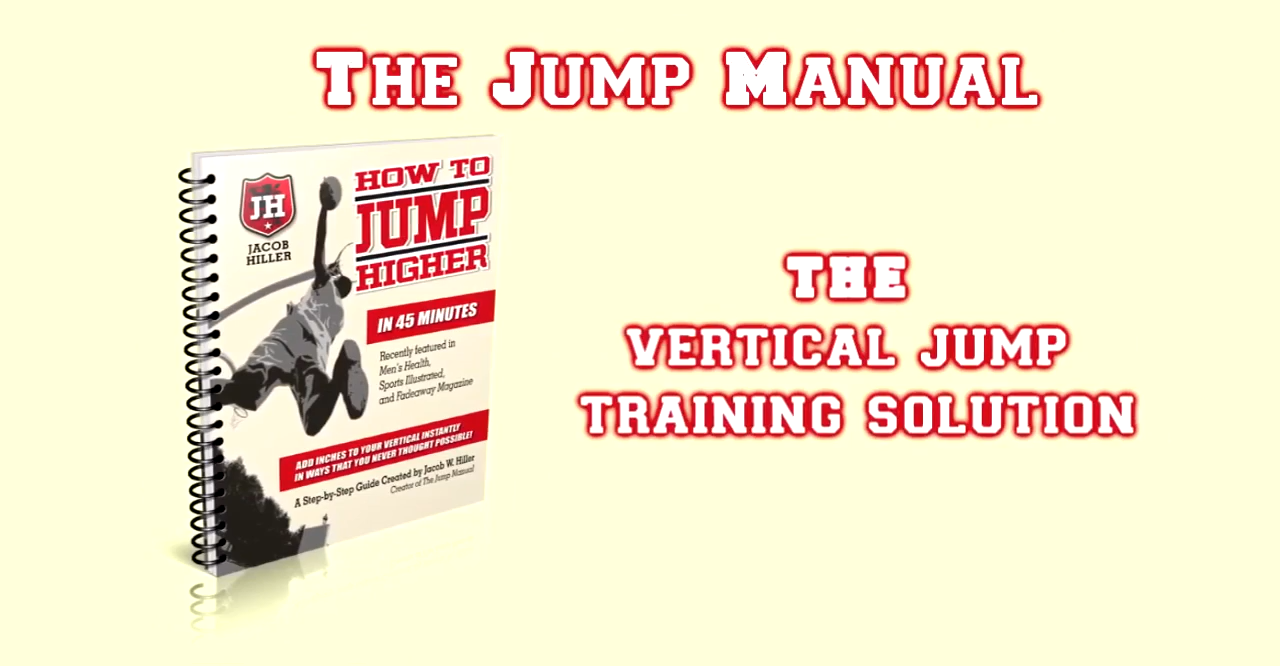 The Jump Manual
JH
JACOB
HILLER
HOW TO
JUMP
HIGHER
IN 45 MINUTES
Recently featured in
Men's Health,
Sports Illustrated,
and Fadeaway Magazine
ADD INCHES TO YOUR VERTICAL INSTANTLY
IN WAYS THAT YOU NEVER THOUGHT POSSIBLE!
A Step-by-Step Guide Created by Jacob W. Hiller
Creator of The Jump Manual
THE
VERTICAL JUMP
TRAINING SOLUTION